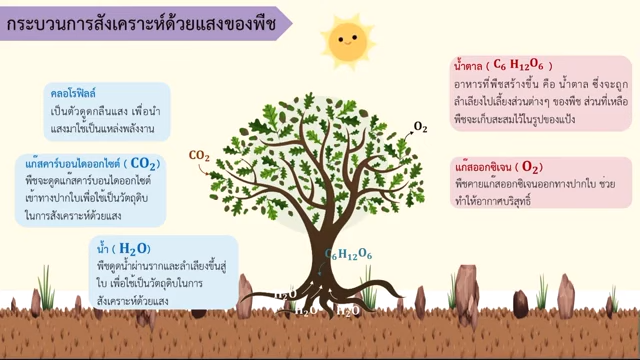 กระบวนการสังเคราะห์ด้วยแสงของพืช
คลอโรฟิลล์
เป็นตัวดูดกลืนแสง เพื่อนำ
แสงมาใช้เป็นแหล่งพลังงาน
แก๊สคาร์บอนไดออกไซต์ ( CO₂)
พืชจะดูดแก๊สคาร์บอนไดออกไซต์
เข้าทางปากใบเพื่อใช้เป็นวัตถุดิบ
ในการสังเคราะห์ด้วยแสง
น้ำ ( H₂O)
พืชดูดน้ำผ่านรากและลำเลียงขึ้นสู่
ใบ เพื่อใช้เป็นวัตถุดิบในการ
สังเคราะห์ด้วยแสง
CO₂
O₂
C₆H₁₂O₆
H₂O
H₂O
H₂O
น้ำตาล ( C₆ H₁₂O₆ )
อาหารที่พืชสร้างขึ้น คือ น้ำตาล ซึ่งจะถูก
ลำเลียงไปเลี้ยงส่วนต่างๆ ของพืช ส่วนที่เหลือ
พืชจะเก็บสะสมไว้ในรูปของแป้ง
แก๊สออกซิเจน ( O₂)
พืชคายแก๊สออกซิเจนออกทางปากใบ ช่วย
ทำให้อากาศบริสุทธิ์